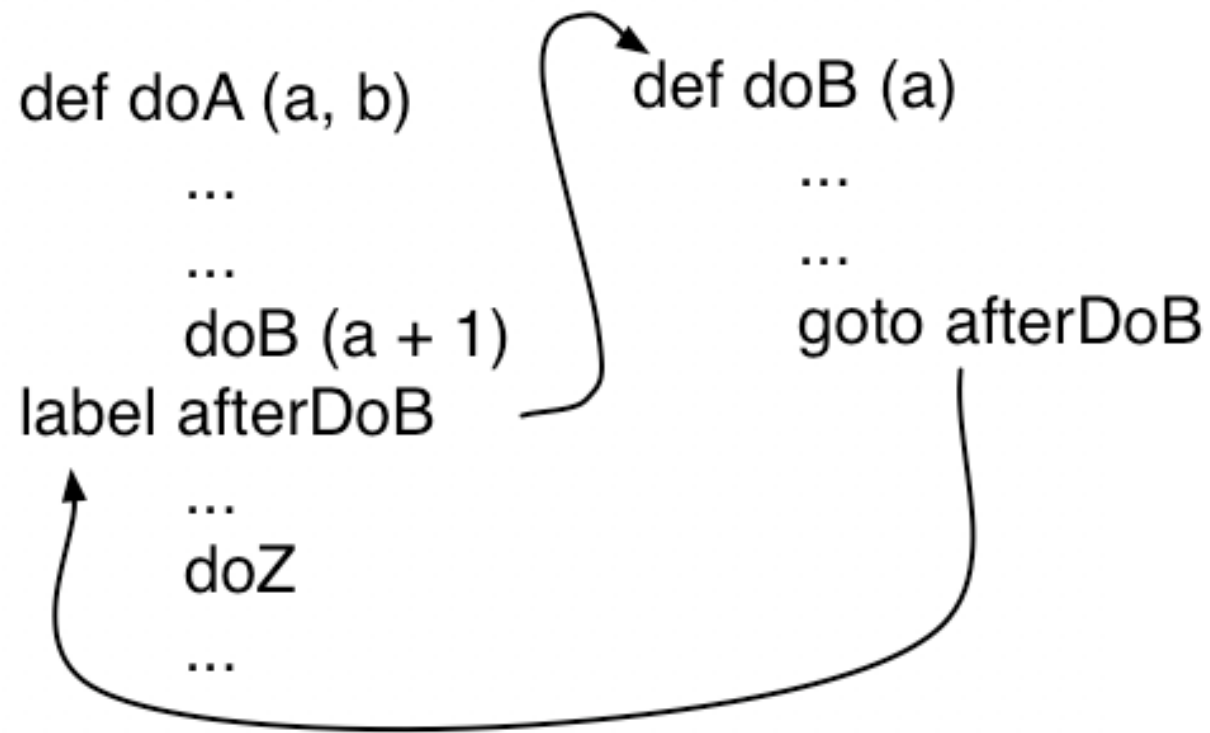 def doA (a, b)
...
...
doB (a + 1)
label afterDoB
...
doZ
...
def doB (a)
...
...
goto afterDoB